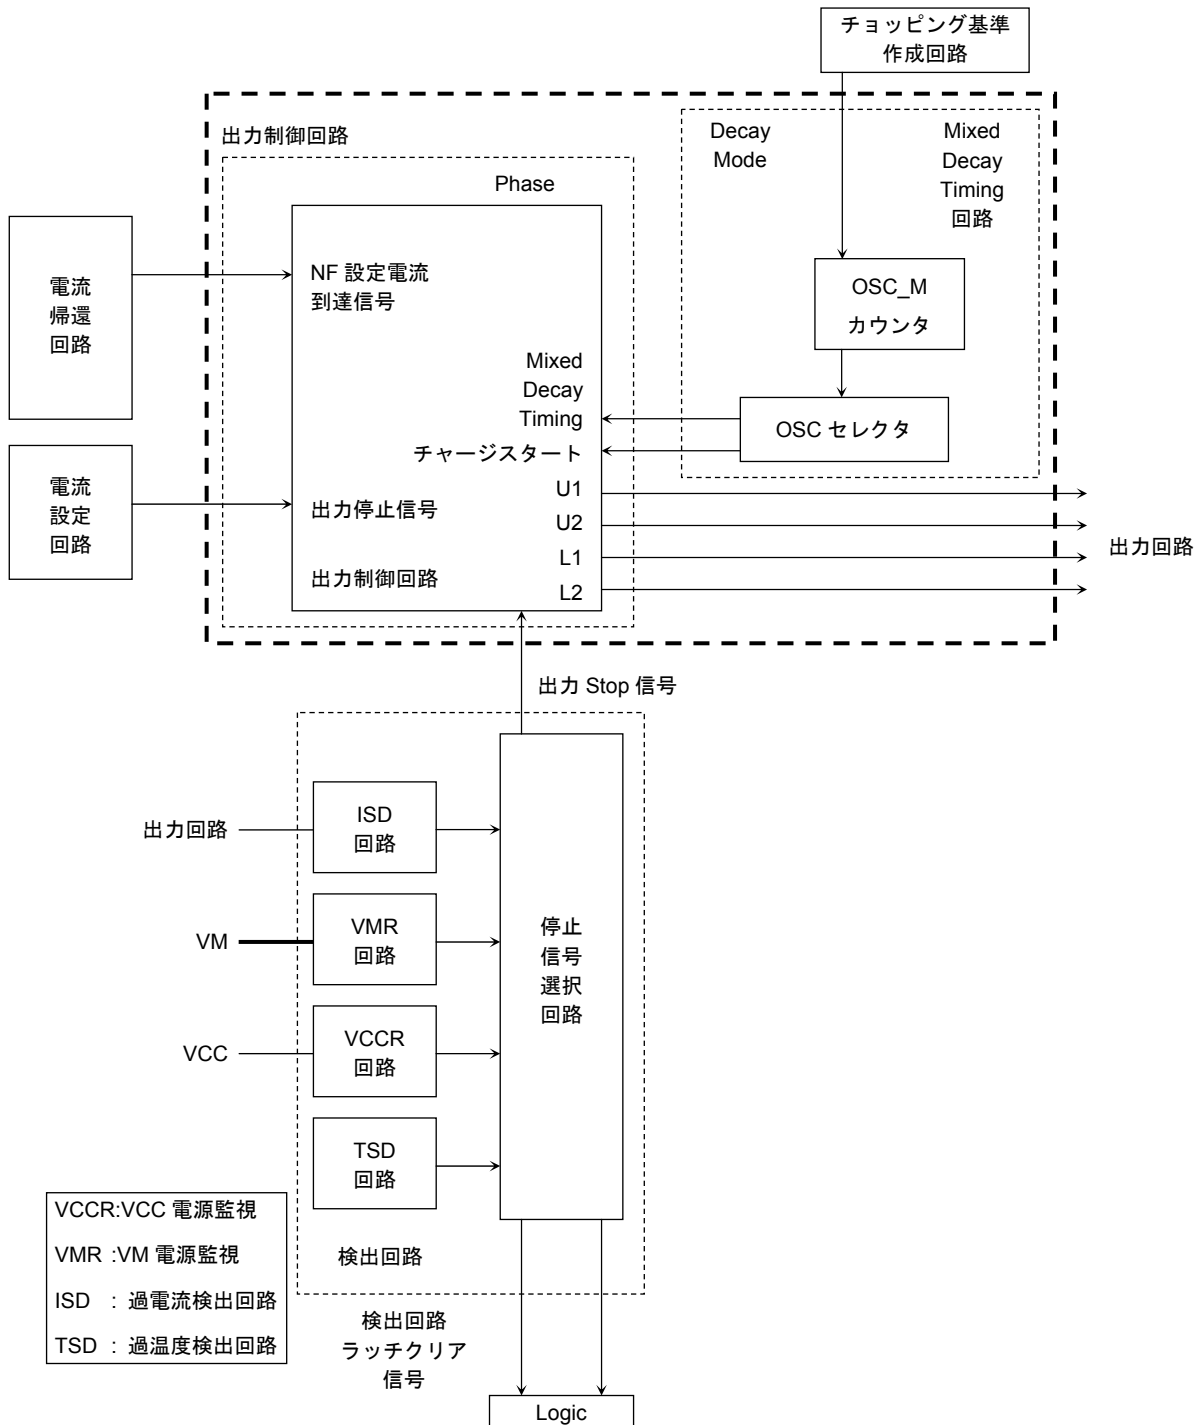 チョッピング基準
作成回路
出力制御回路
Decay
Mode
Mixed
Decay
Timing
回路
Phase
電流
帰還
回路
NF 設定電流
到達信号
OSC_M
カウンタ
Mixed
Decay
Timing
OSC セレクタ
チャージスタート
電流
設定
回路
出力停止信号
U1
U2
L1
L2
出力回路
出力制御回路
出力 Stop 信号
出力回路
ISD
回路
VM
VMR
回路
停止
信号
選択
回路
VCC
VCCR
回路
TSD
回路
検出回路
VCCR:VCC 電源監視
VMR :VM 電源監視
ISD : 過電流検出回路
TSD : 過温度検出回路
検出回路
ラッチクリア
信号
Logic